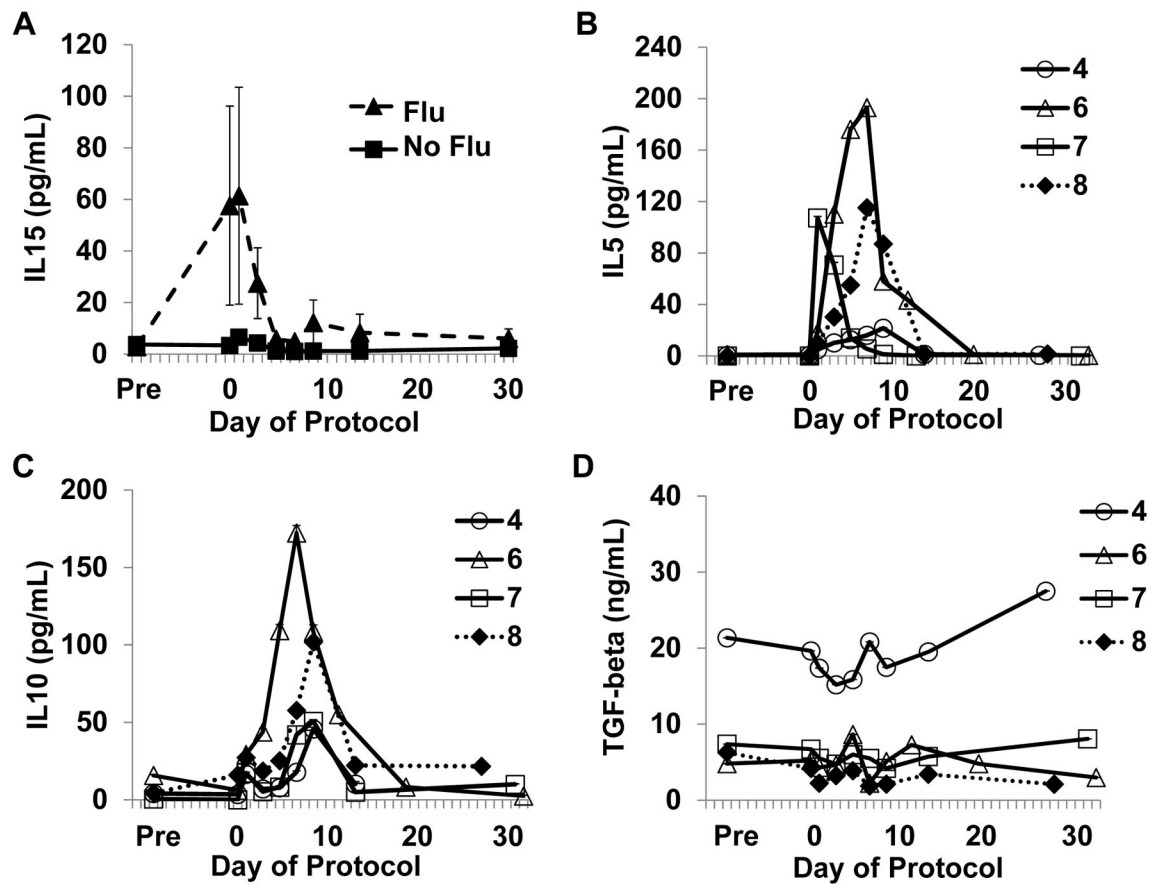 A
120
100
80
60
40
20
0
IL15 (pg/mL)
Flu
No Flu
Pre 0 10 20 30
Day of Protocol
B
240
200
160
120
80
40
0
IL5 (pg/mL)
4
6
7
8
Pre 0 10 20 30
Day of Protocol
C
200
150
100
50
0
IL10 (pg/mL)
4
6
7
8
Pre 0 10 20 30
Day of Protocol
D
40
30
20
10
0
TGF-beta (ng/mL)
4
6
7
8
Pre 0 10 20 30
Day of Protocol